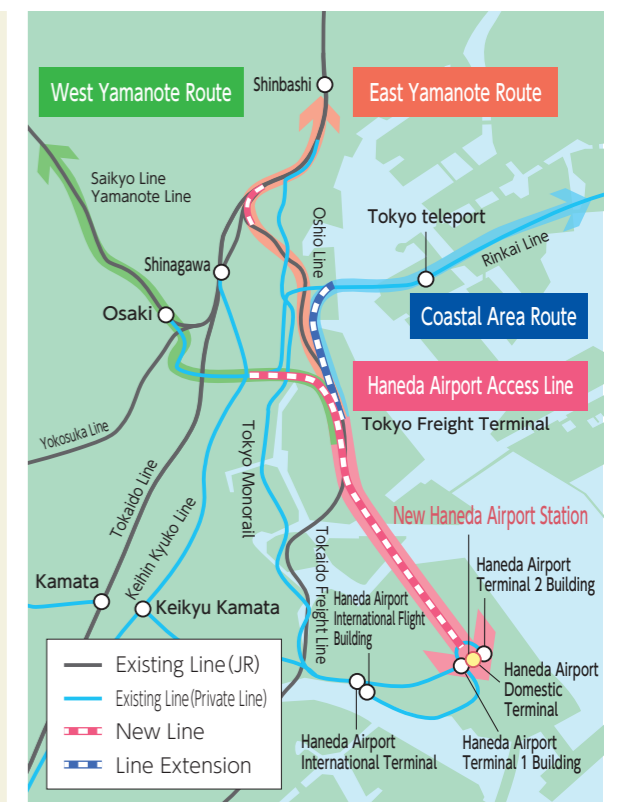 West Yamanote Route
Shinbashi
East Yamanote Route
Saikyo Line
Yamanote Line
Oshio Line
Tokyo teleport
Rinkai Line
Shinagawa
Osaki
Coastal Area Route
Haneda Airport Access Line
Tokyo Freight Terminal
Yokosuka Line
Tokaido Line
Keihin Kyuko Line
Tokyo Monorail
Tokaido Freight Line
New Haneda Airport Station
Haneda Airport
Terminal 2 Building
Kamata
Keikyu Kamata
Haneda Airport
International Flight
Building
Haneda Airport
Domestic
Terminal
Haneda Airport
International Terminal
Haneda Airport
Terminal 1 Building
Existing Line (JR)
Existing Line (Private Line)
New Line
Line Extension